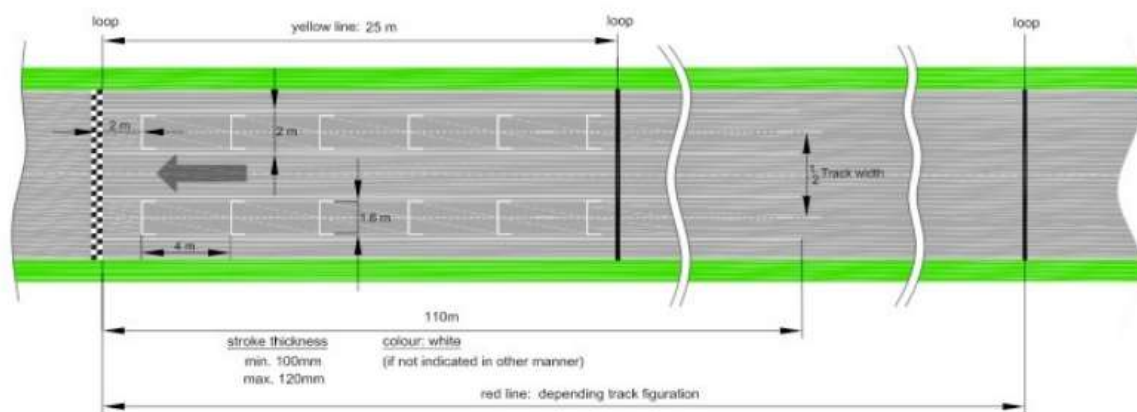 loop
yellow line: 25 m
loop
loop
2 m
2 m
½ Track width
1.6 m
4 m
110m
stroke thickness
colour: white
min. 100mm
(if not indicated in other manner)
max. 120mm
red line: depending track figuration